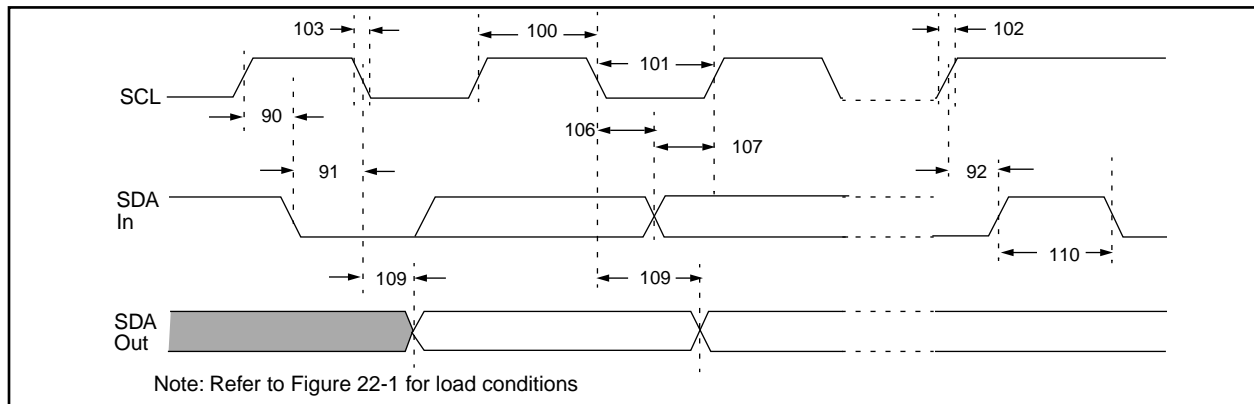 103
100
102
101
SCL
90
106
107
91
92
SDA
In
110
109
109
SDA
Out
Note: Refer to Figure 22-1 for load conditions